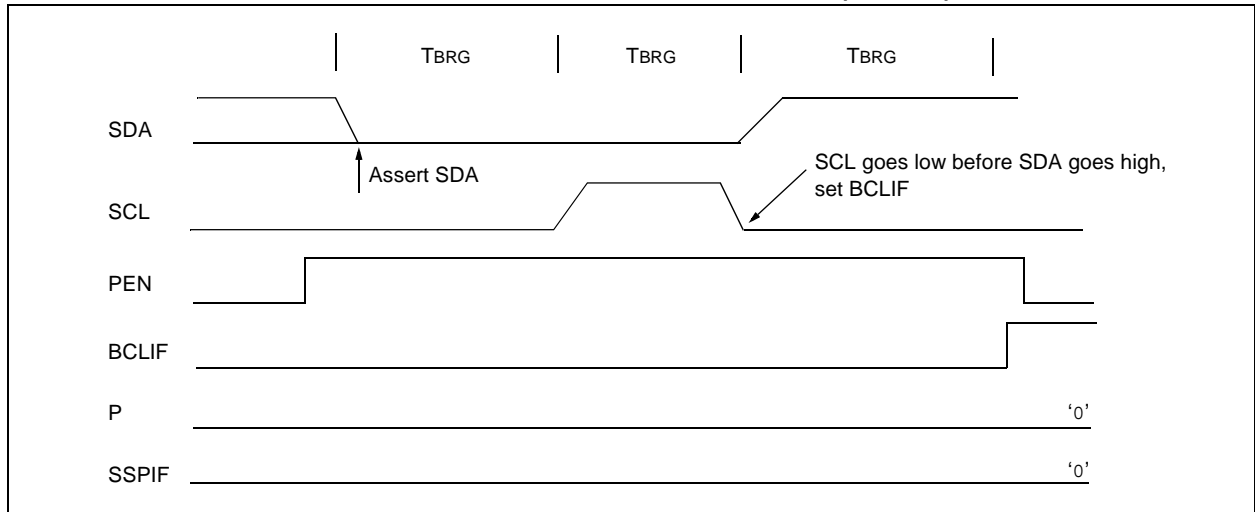 TBRG TBRG TBRG
SDA
Assert SDA
SCL goes low before SDA goes high,
set BCLIF
SCL
PEN
BCLIF
P '0'
SSPIF '0'